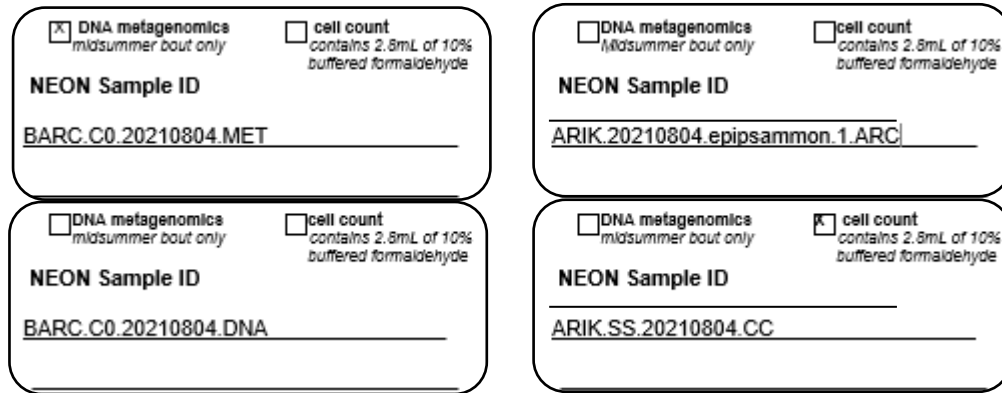 X DNA metagenomics
midsummer bout only
cell count
contains 2.8mL of 10%
buffered formaldehyde
NEON Sample ID
BARC.C0.20210804.MET
DNA metagenomics
Midsummer bout only
cell count
contains 2.8mL of 10%
buffered formaldehyde
NEON Sample ID
ARIK.20210804.epipsammon.1.ARC
DNA metagenomics
midsummer bout only
cell count
contains 2.8mL of 10%
buffered formaldehyde
NEON Sample ID
BARC.C0.20210804.DNA
DNA metagenomics
midsummer bout only
X cell count
contains 2.8mL of 10%
buffered formaldehyde
NEON Sample ID
ARIK.SS.20210804.CC